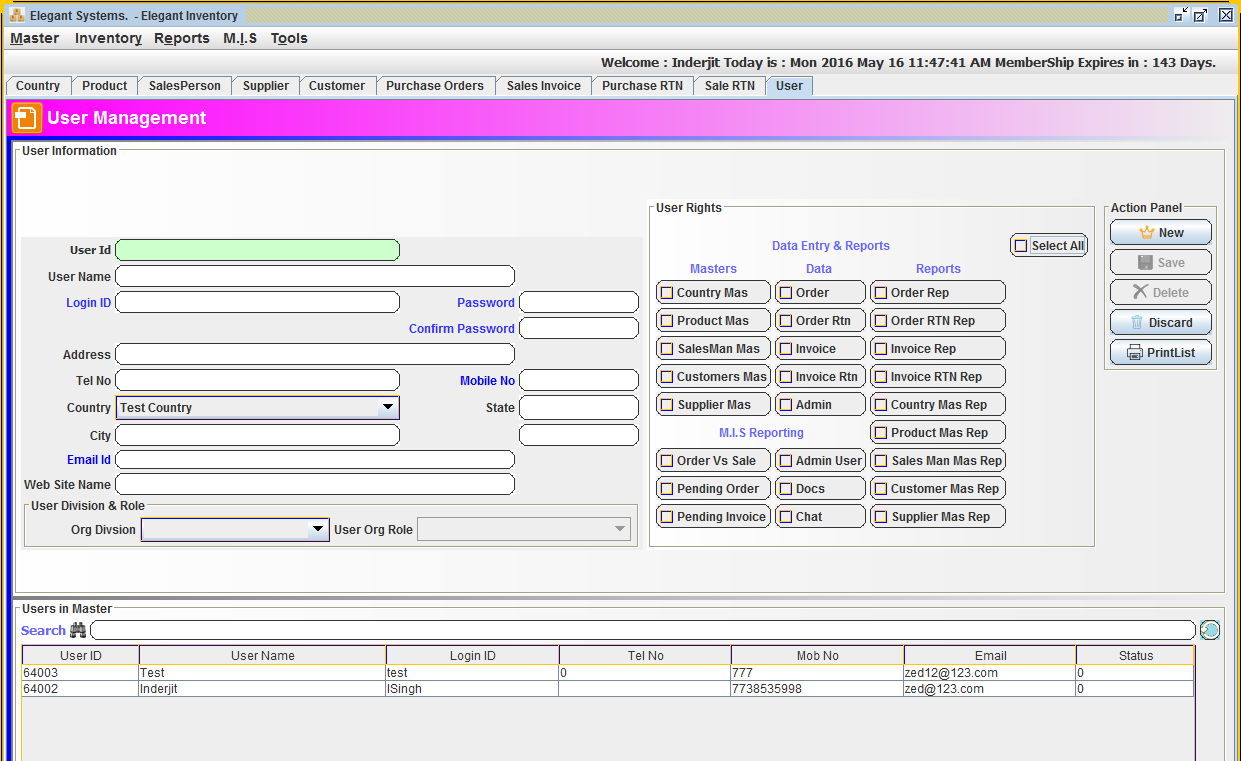 Elegant Systems. - Elegant Inventory
Master Inventory Reports M.I.S Tools
Welcome : Inderjit Today is : Mon 2016 May 16 11:47:41 AM MemberShip Expires in : 143 Days.
Country Product SalesPerson Supplier Customer Purchase Orders Sales Invoice Purchase RTN Sale RTN User
User Management
User Information
User Id
User Name
Login ID Password
Confirm Password
Address
Tel No Mobile No
Country Test Country State
City
Email Id
Web Site Name
User Division & Role
Org Divsion User Org Role
User Rights
Data Entry & Reports Select All
Masters Data Reports
Country Mas Order Order Rep
Product Mas Order Rtn Order RTN Rep
SalesMan Mas Invoice Invoice Rep
Customers Mas Invoice Rtn Invoice RTN Rep
Supplier Mas Admin Country Mas Rep
M.I.S Reporting Product Mas Rep
Order Vs Sale Admin User Sales Man Mas Rep
Pending Order Docs Customer Mas Rep
Pending Invoice Chat Supplier Mas Rep
Action Panel
New
Save
Delete
Discard
PrintList
Users in Master
Search
User ID User Name Login ID Tel No Mob No Email Status
64003 Test test 0 777 zed12@123.com 0
64002 Inderjit ISingh 7738535998 zed@123.com 0